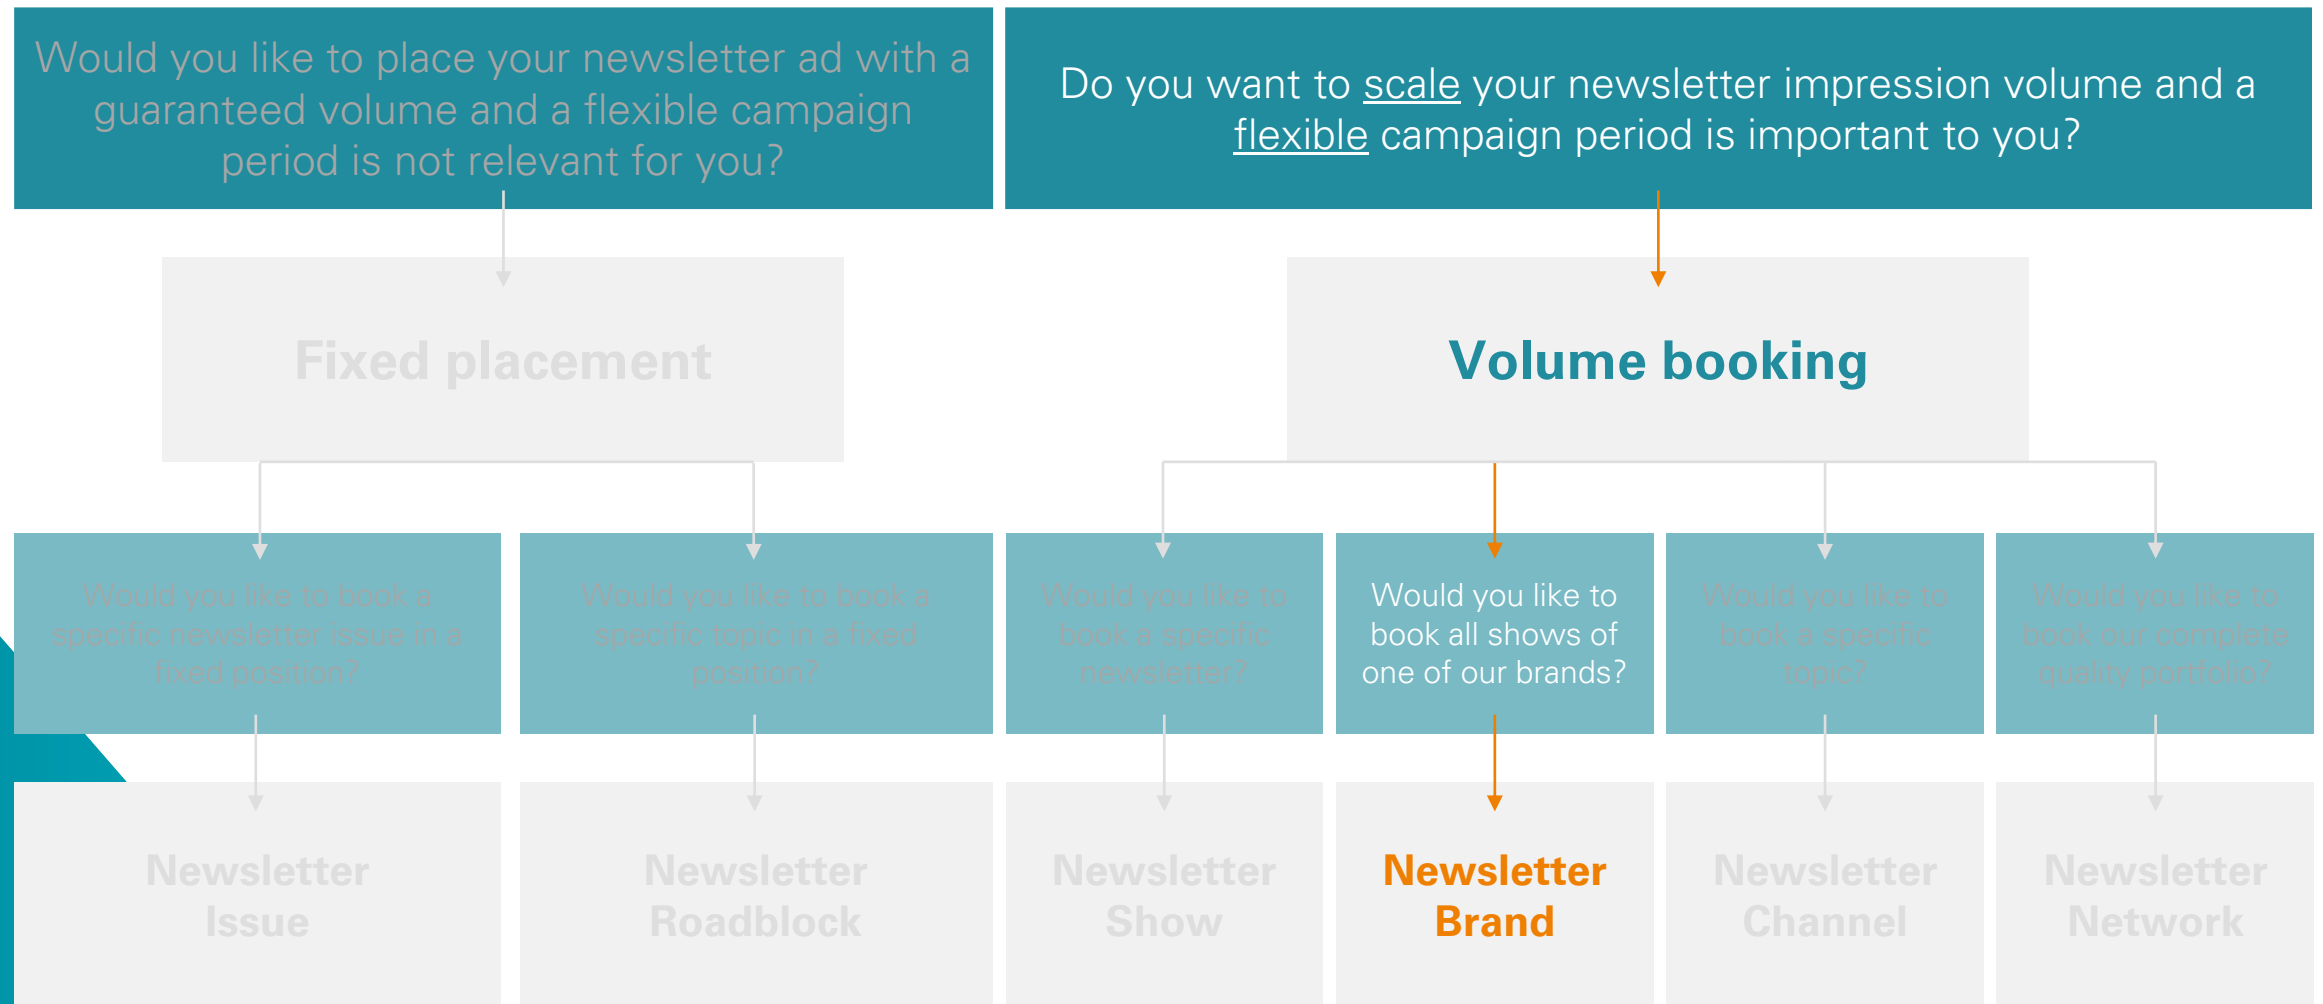 Would you like to place your newsletter ad with a
guaranteed volume and a flexible campaign
period is not relevant for you?
Do you want to scale your newsletter impression volume and a
flexible campaign period is important to you?
Fixed placement
Volume booking
Would you like to book a
specific newsletter issue in a
fixed position?
Would you like to book a
specific topic in a fixed
position?
Would you like to
book a specific
newsletter?
Would you like to
book all shows of
one of our brands?
Would you like to
book a specific
topic?
Would you like to
book our complete
quality portfolio?
Newsletter
Issue
Newsletter
Roadblock
Newsletter
Show
Newsletter
Brand
Newsletter
Channel
Newsletter
Network